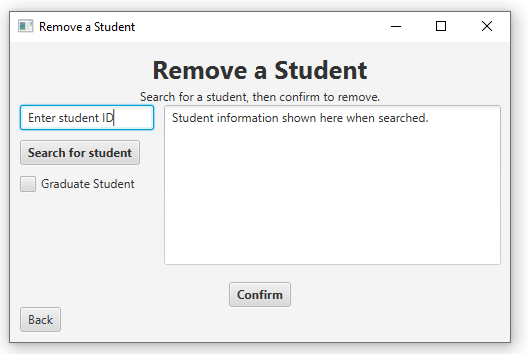 Remove a Student
Remove a Student
Search for a student, then confirm to remove.
Enter student ID
Student information shown here when searched.
Search for student
Graduate Student
Confirm
Back